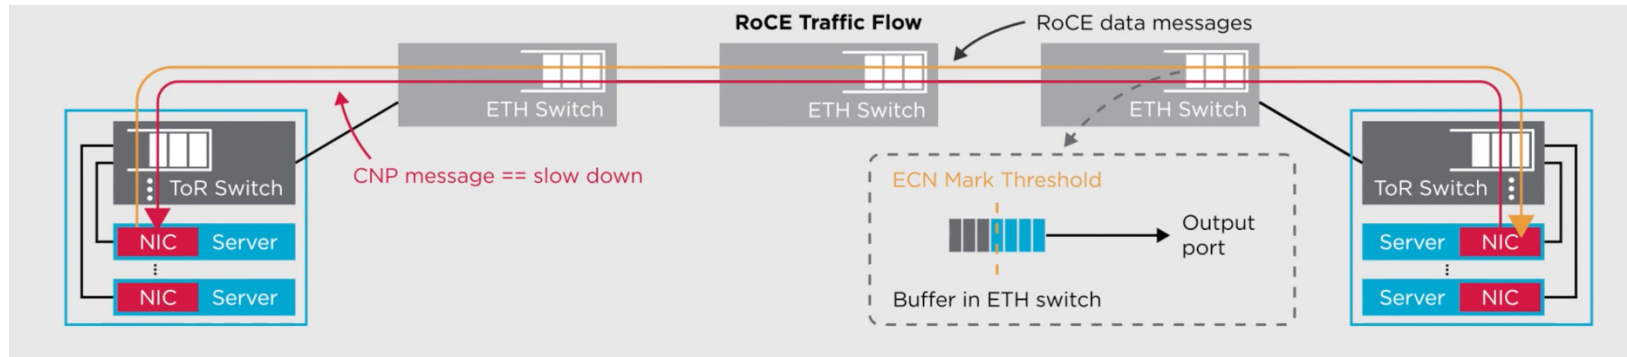 RoCE Traffic Flow
RoCE data messages
ETH Switch
ETH Switch
ETH Switch
ToR Switch
CNP message == slow down
ToR Switch
ECN Mark Threshold
Output
port
Buffer in ETH switch
NIC Server
NIC Server
Server NIC
Server NIC